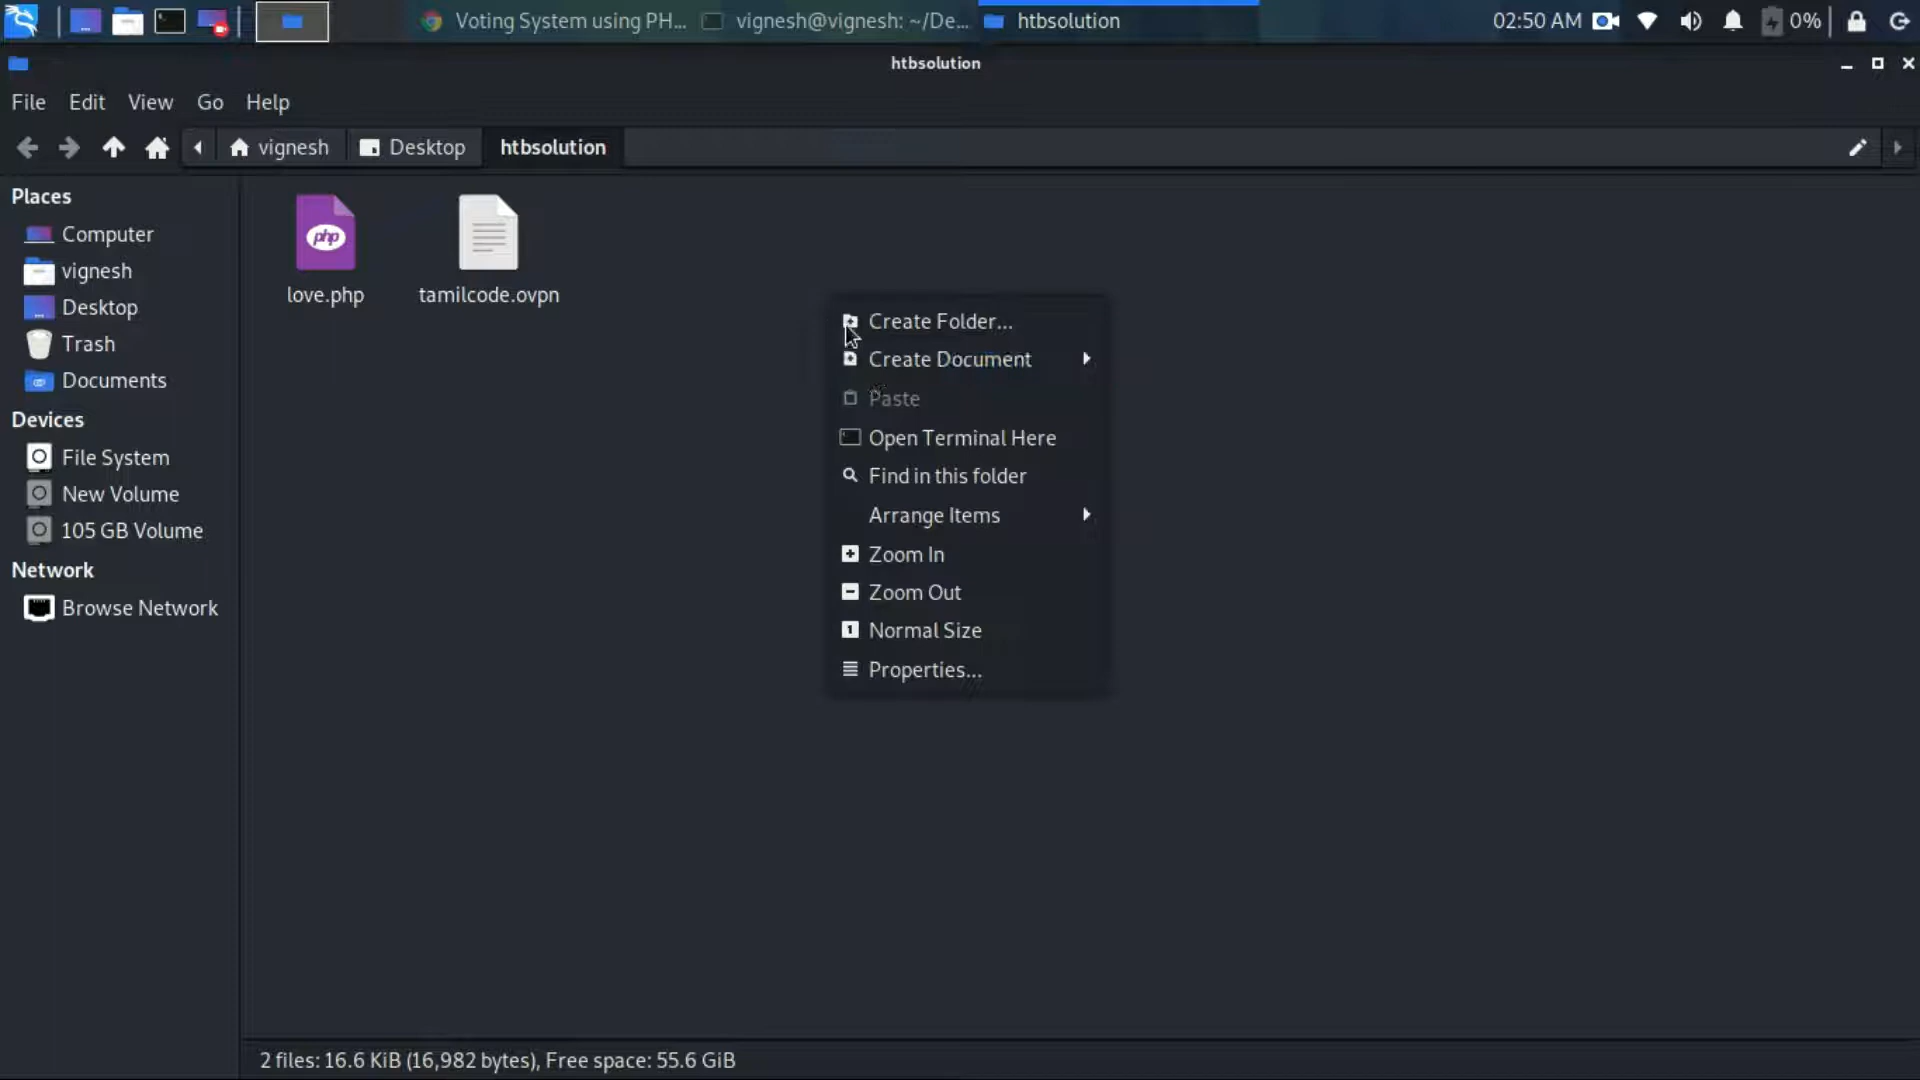 Voting System using PH...
vignesh@vignesh: ~/De...
htbsolution
02:50 AM
0%
htbsolution
File Edit View Go Help
vignesh
Desktop
htbsolution
Places
Computer
vignesh
Desktop
Trash
Documents
Devices
File System
New Volume
105 GB Volume
Network
Browse Network
php
love.php
tamilcode.ovpn
Create Folder...
Create Document
Paste
Open Terminal Here
Find in this folder
Arrange Items
Zoom In
Zoom Out
1 Normal Size
Properties...
2 files: 16.6 KiB (16,982 bytes), Free space: 55.6 GiB